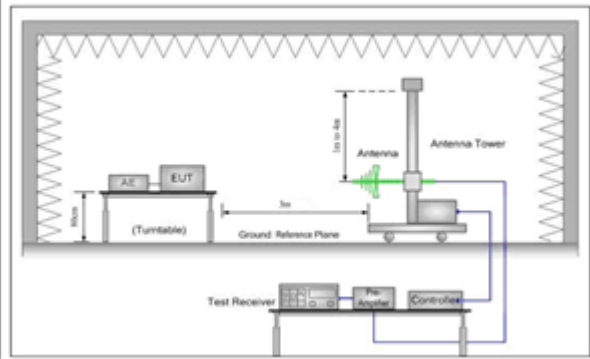 1m to 4m
Antenna
Antenna Tower
AE
EUT
80cm
(Turntable)
3m
Ground Reference Plane
Test Receiver
Pre-
Amplifier
Controller